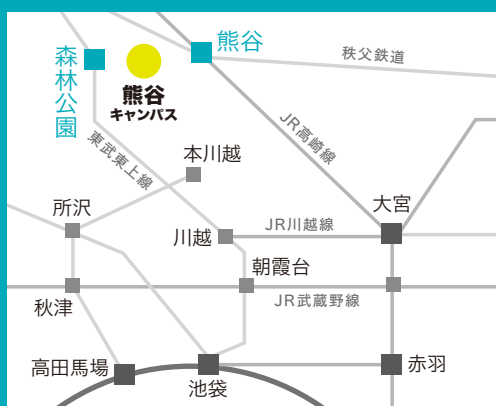 熊谷
秩父鉄道
森林公園
熊谷
キャンパス
JR高崎線
東武東上線
本川越
所沢
大宮
川越
JR川越線
朝霞台
秋津
JR武蔵野線
高田馬場
池袋
赤羽